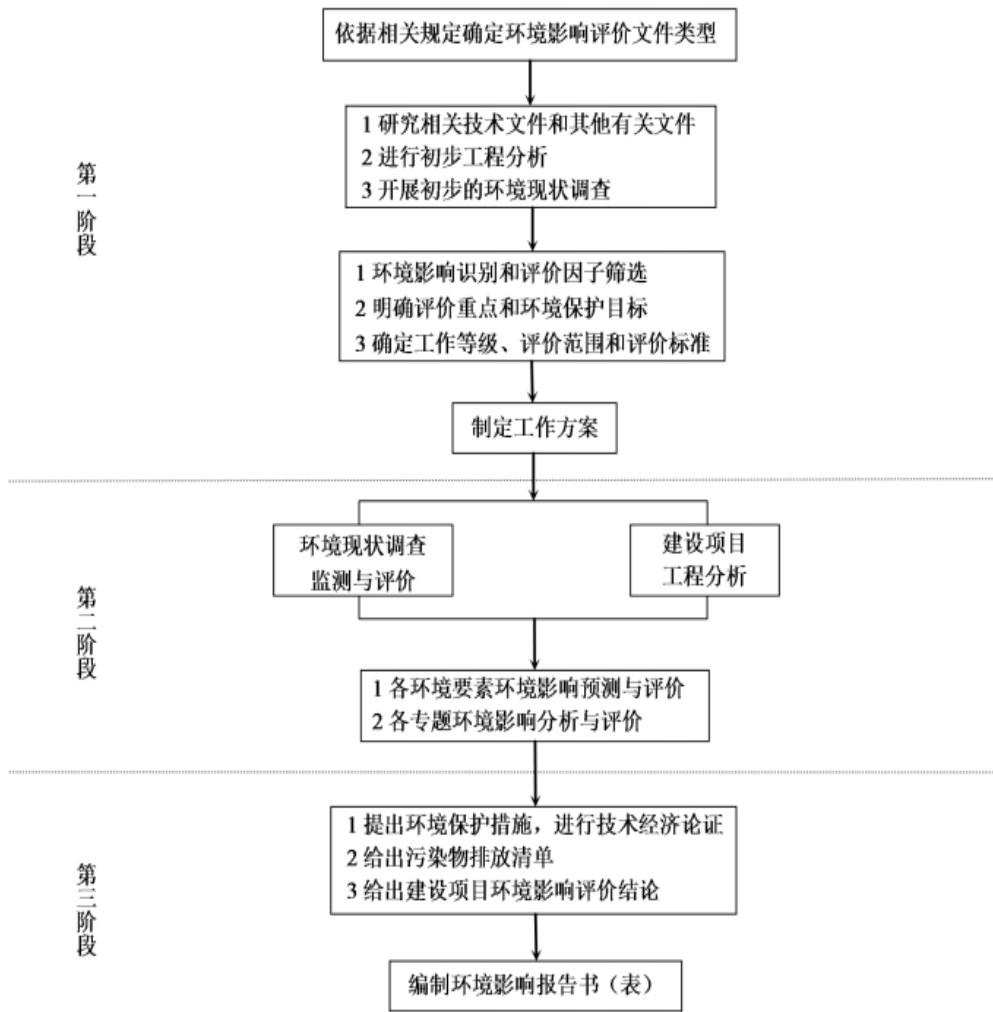 依据相关规定确定环境影响评价文件类型
1 研究相关技术文件和其他有关文件
2 进行初步工程分析
3 开展初步的环境现状调查
第一阶段
1 环境影响识别和评价因子筛选
2 明确评价重点和环境保护目标
3 确定工作等级、评价范围和评价标准
制定工作方案
环境现状调查
监测与评价
建设项目
工程分析
第二阶段
1 各环境要素环境影响预测与评价
2 各专题环境影响分析与评价
1 提出环境保护措施，进行技术经济论证
2 给出污染物排放清单
3 给出建设项目环境影响评价结论
第三阶段
编制环境影响报告书（表）